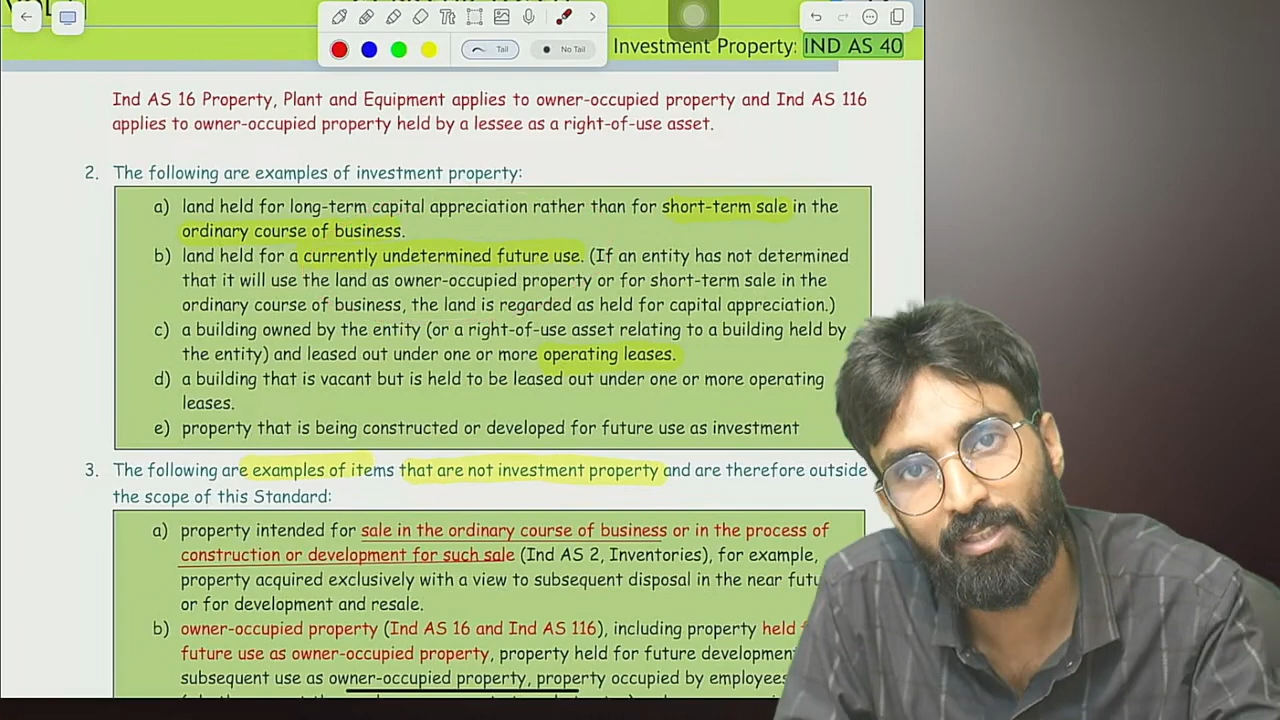 Tail
No Tail
Investment Property: IND AS 40
Ind AS 16 Property, Plant and Equipment applies to owner-occupied property and Ind AS 116
applies to owner-occupied property held by a lessee as a right-of-use asset.
2. The following are examples of investment property:
a) land held for long-term capital appreciation rather than for short-term sale in the
ordinary course of business.
b) land held for a currently undetermined future use. (If an entity has not determined
that it will use the land as owner-occupied property or for short-term sale in the
ordinary course of business, the land is regarded as held for capital appreciation.)
c) a building owned by the entity (or a right-of-use asset relating to a building held by
the entity) and leased out under one or more operating leases.
d) a building that is vacant but is held to be leased out under one or more operating
leases.
e) property that is being constructed or developed for future use as investment
3. The following are examples of items that are not investment property and are therefore outside
the scope of this Standard:
a) property intended for sale in the ordinary course of business or in the process of
construction or development for such sale (Ind AS 2, Inventories), for example,
property acquired exclusively with a view to subsequent disposal in the near
or for development and resale.
b) owner-occupied property (Ind AS 16 and Ind AS 116), including property held
future use as owner-occupied property, property held for future development
subsequent use as owner-occupied property, property occupied by employees